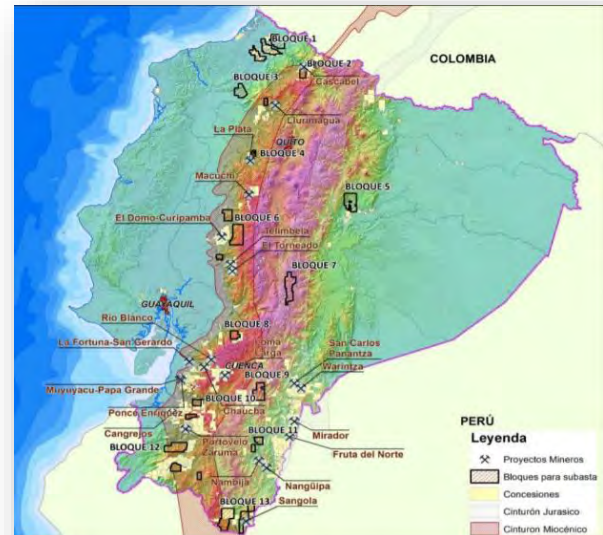 BLOQUE 1
COLOMBIA
BLOQUE 2
Cascabel
BLOQUE 3
Llurimagua
La Plata
QUITO
BLOQUE 4
Macuchi
BLOQUE 5
El Domo-Curipamba
BLOQUE 6
Telimbela
El Torneado
BLOQUE 7
GUAYAQUIL
Rio Blanco
BLOQUE 8
La Fortuna-San Gerardo
Loma
Larga
San Carlos
Panantza
CUENCA
Warintza
Muyuyacu-Papa Grande
BLOQUE 9
BLOQUE 10
Ponce Enriquez
Chaucha
Cangrejos
BLOQUE 11
Mirador
BLOQUE 12
Portovelo
Zaruma
Fruta del Norte
Nambija
Nangüipa
BLOQUE 13
Sangola
PERÚ
Leyenda
Proyectos Mineros
Bloques para subasta
Concesiones
Cinturón Jurasico
Cinturon Miocénico